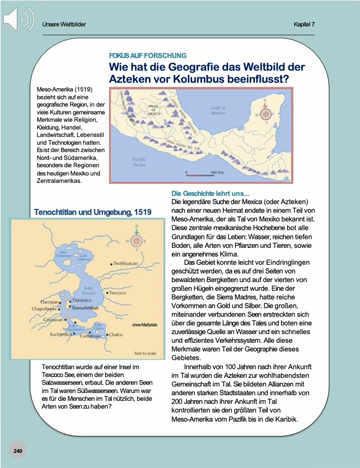 Unsere Weltbilder
Kapitel 7
FOKUS AUF FORSCHUNG
Wie hat die Geografie das Weltbild der
Azteken vor Kolumbus beeinflusst?
Meso-Amerika (1519)
bezieht sich auf eine
geografische Region, in der
viele Kulturen gemeinsame
Merkmale wie Religion,
Kleidung, Handel,
Landwirtschaft, Lebensstil
und Technologien hatten.
Es ist der Bereich zwischen
Nord- und Südamerika,
besonders die Regionen
des heutigen Mexiko und
Zentralamerikas.
Gulf of
Mexico
VALLEY
OF
MEXICO
Pacific
Ocean
Die Geschichte lehrt uns...
Die legendäre Suche der Mexica (oder Azteken)
nach einer neuen Heimat endete in einem Teil von
Meso-Amerika, der als Tal von Mexiko bekannt ist.
Diese zentrale mexikanische Hochebene bot alle
Grundlagen für das Leben: Wasser, reichen tiefen
Boden, alle Arten von Pflanzen und Tieren, sowie
ein angenehmes Klima.
Das Gebiet konnte leicht vor Eindringlingen
geschützt werden, da es auf drei Seiten von
bewaldeten Bergketten und auf der vierten von
großen Hügeln eingegrenzt wurde. Eine der
Bergketten, die Sierra Madres, hatte reiche
Vorkommen an Gold und Silber. Die großen,
miteinander verbundenen Seen erstreckten sich
über die gesamte Länge des Tales und boten eine
zuverlässige Quelle an Wasser und ein schnelles
und effizientes Verkehrssystem. Alle diese
Merkmale waren Teil der Geographie dieses
Gebietes.
Innerhalb von 100 Jahren nach ihrer Ankunft
im Tal wurden die Azteken zur wohlhabendsten
Gemeinschaft im Tal. Sie bildeten Allianzen mit
anderen starken Stadtstaaten und innerhalb von
200 Jahren nach ihrer Ankunft im Tal
kontrollierten sie den größten Teil von
Meso-Amerika vom Pazifik bis in die Karibik.
Tenochtitlan und Umgebung, 1519
Teotihuacan
Texcoco
Tlacopan
Tlatelolco
Chapultepec
Tenochtitlan
Chalco
ohne Maßstab
Not to scale
Tenochtitlan wurde auf einer Insel im
Texcoco See, einem der beiden
Salzwasserseen, erbaut. Die anderen Seen
im Tal waren Süßwasserseen. Warum war
es für die Menschen im Tal nützlich, beide
Arten von Seen zu haben?
240